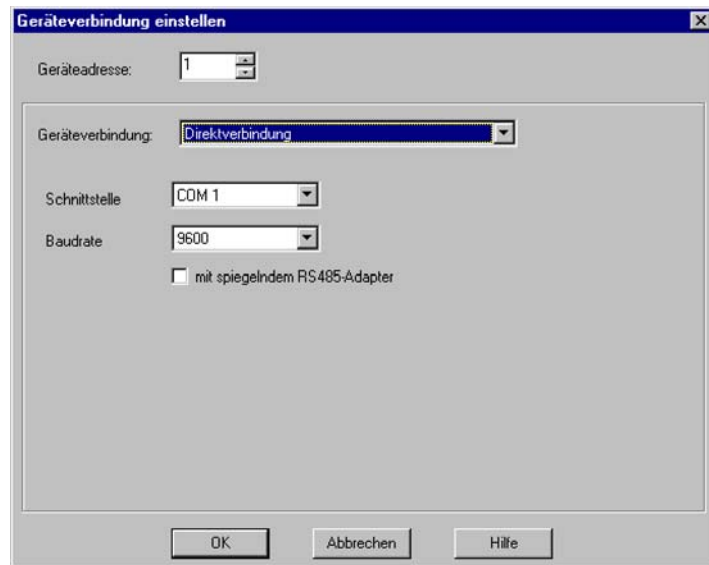 Geräteverbindung einstellen
Geräteadresse: 1
Geräteverbindung: Direktverbindung
Schnittstelle COM 1
Baudrate 9600
mit spiegelndem RS485-Adapter
OK Abbrechen Hilfe